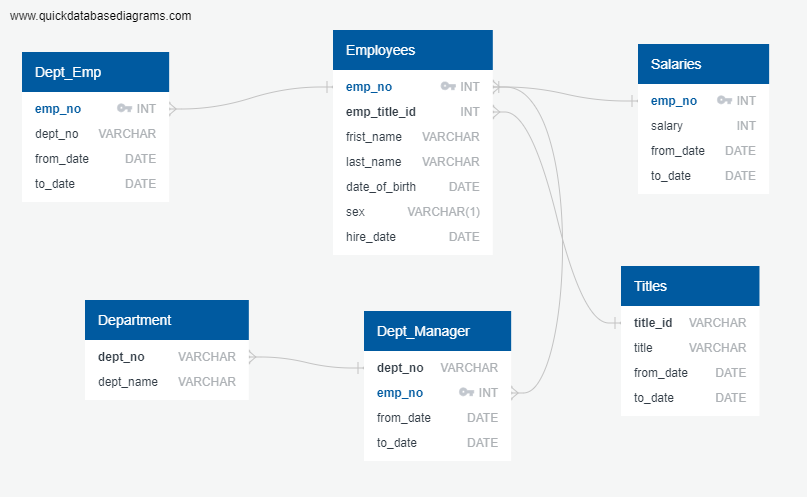 www.quickdatabasediagrams.com
Dept_Emp
emp_no INT
dept_no VARCHAR
from_date DATE
to_date DATE
Employees
emp_no INT
emp_title_id INT
frist_name VARCHAR
last_name VARCHAR
date_of_birth DATE
sex VARCHAR(1)
hire_date DATE
Salaries
emp_no INT
salary INT
from_date DATE
to_date DATE
Department
dept_no VARCHAR
dept_name VARCHAR
Dept_Manager
dept_no VARCHAR
emp_no INT
from_date DATE
to_date DATE
Titles
title_id VARCHAR
title VARCHAR
from_date DATE
to_date DATE